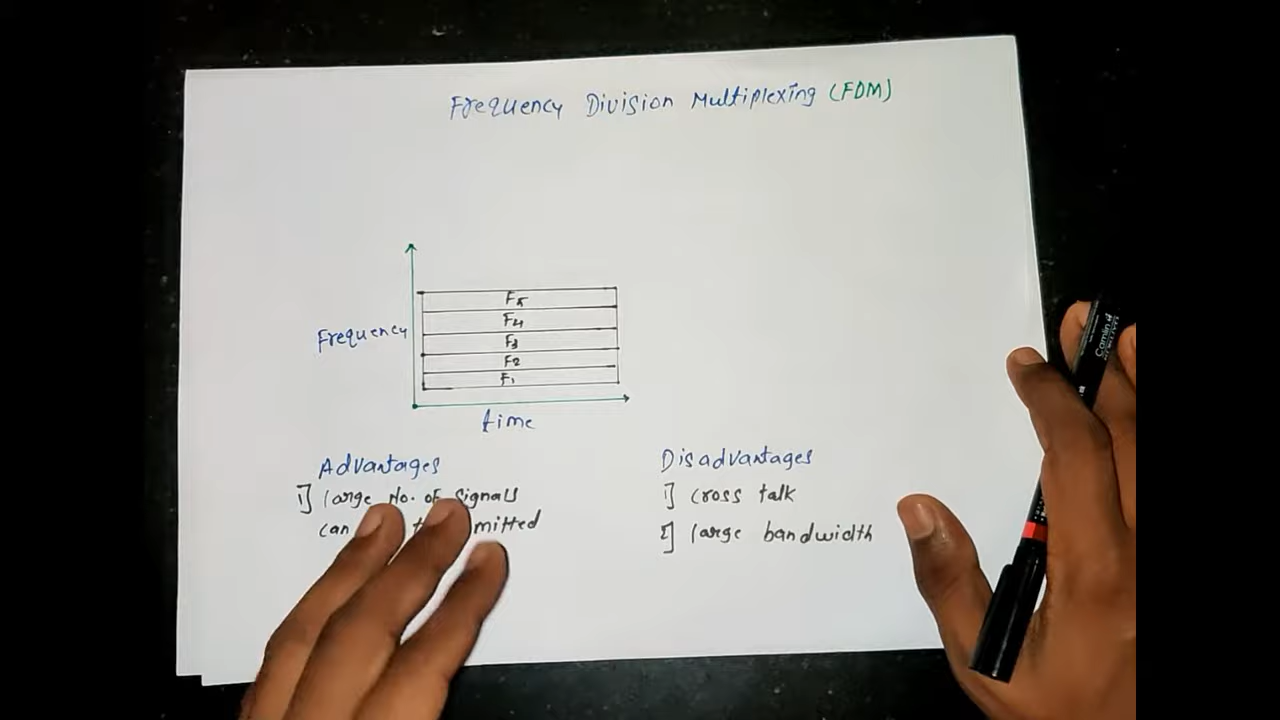 Frequency Division Multiplexing (FDM)
F5
F4
Frequency
F3
F2
F1
time
Advantages
1] large No. of signals
can mitted
Disadvantages
1] cross talk
2] large bandwidth
Camlin